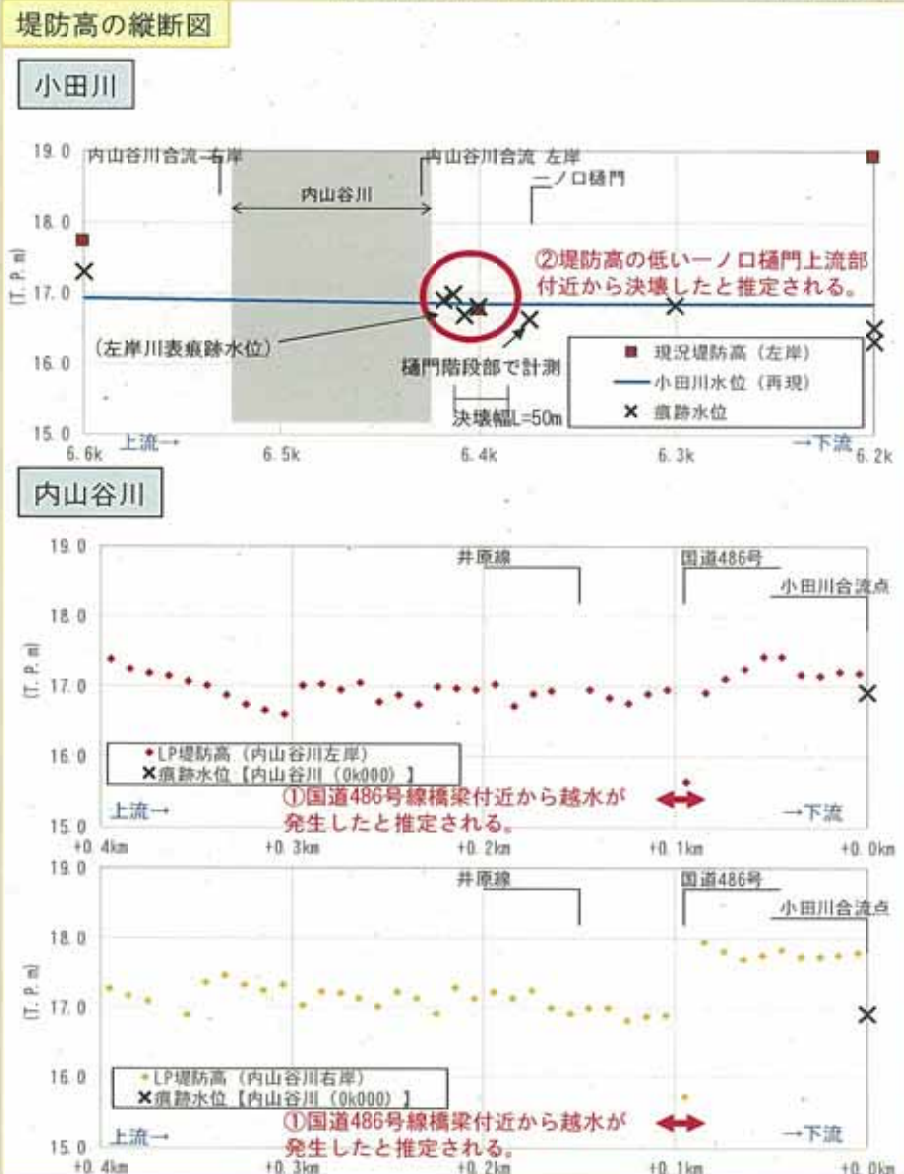 堤防高の縦断図
小田川
19.0
18.0
17.0
16.0
15.0
(T.P.m)
内山谷川合流 右岸
内山谷川合流 左岸
一ノ口樋門
内山谷川
②堤防高の低い一ノ口樋門上流部
付近から決壊したと推定される。
(左岸川表痕跡水位)
樋門階段部で計測
決壊幅L=50m
現況堤防高（左岸）
小田川水位（再現）
痕跡水位
6.6k
上流→
6.5k
6.4k
6.3k
→下流
6.2k
内山谷川
19.0
18.0
17.0
16.0
15.0
(T.P.m)
井原線
国道486号
小田川合流点
LP堤防高（内山谷川左岸）
痕跡水位【内山谷川（0k000）】
①国道486号線橋梁付近から越水が
発生したと推定される。
上流→
→下流
+0.4km
+0.3km
+0.2km
+0.1km
+0.0km
19.0
18.0
17.0
16.0
15.0
(T.P.m)
井原線
国道486号
小田川合流点
LP堤防高（内山谷川右岸）
痕跡水位【内山谷川（0k000）】
①国道486号線橋梁付近から越水が
発生したと推定される。
上流→
→下流
+0.4km
+0.3km
+0.2km
+0.1km
+0.0km